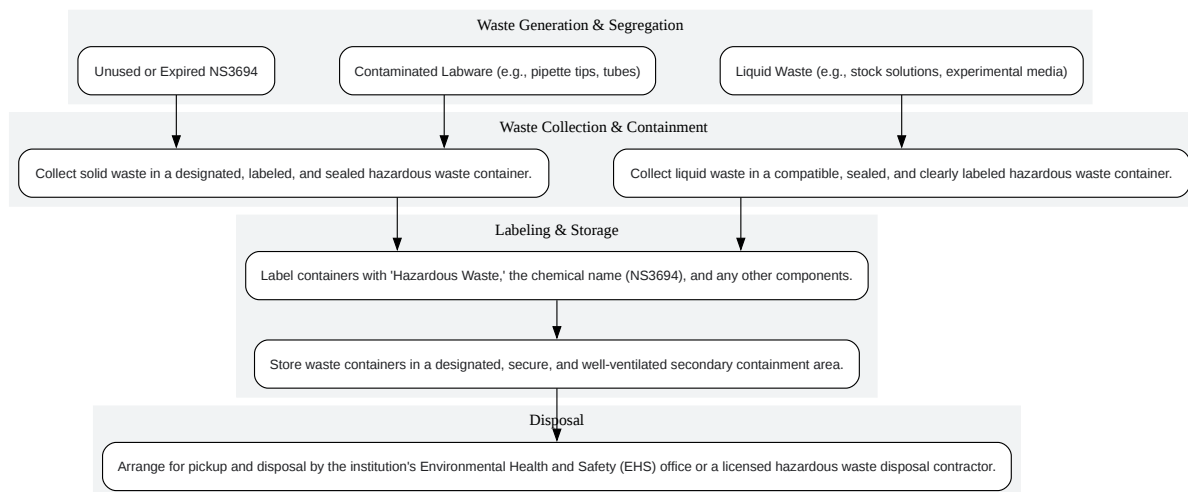 Waste Generation & Segregation
Unused or Expired NS3694
Contaminated Labware (e.g., pipette tips, tubes)
Liquid Waste (e.g., stock solutions, experimental media)
Waste Collection & Containment
Collect solid waste in a designated, labeled, and sealed hazardous waste container.
Collect liquid waste in a compatible, sealed, and clearly labeled hazardous waste container.
Labeling & Storage
Label containers with 'Hazardous Waste,' the chemical name (NS3694), and any other components.
Store waste containers in a designated, secure, and well-ventilated secondary containment area.
Disposal
Arrange for pickup and disposal by the institution's Environmental Health and Safety (EHS) office or a licensed hazardous waste disposal contractor.